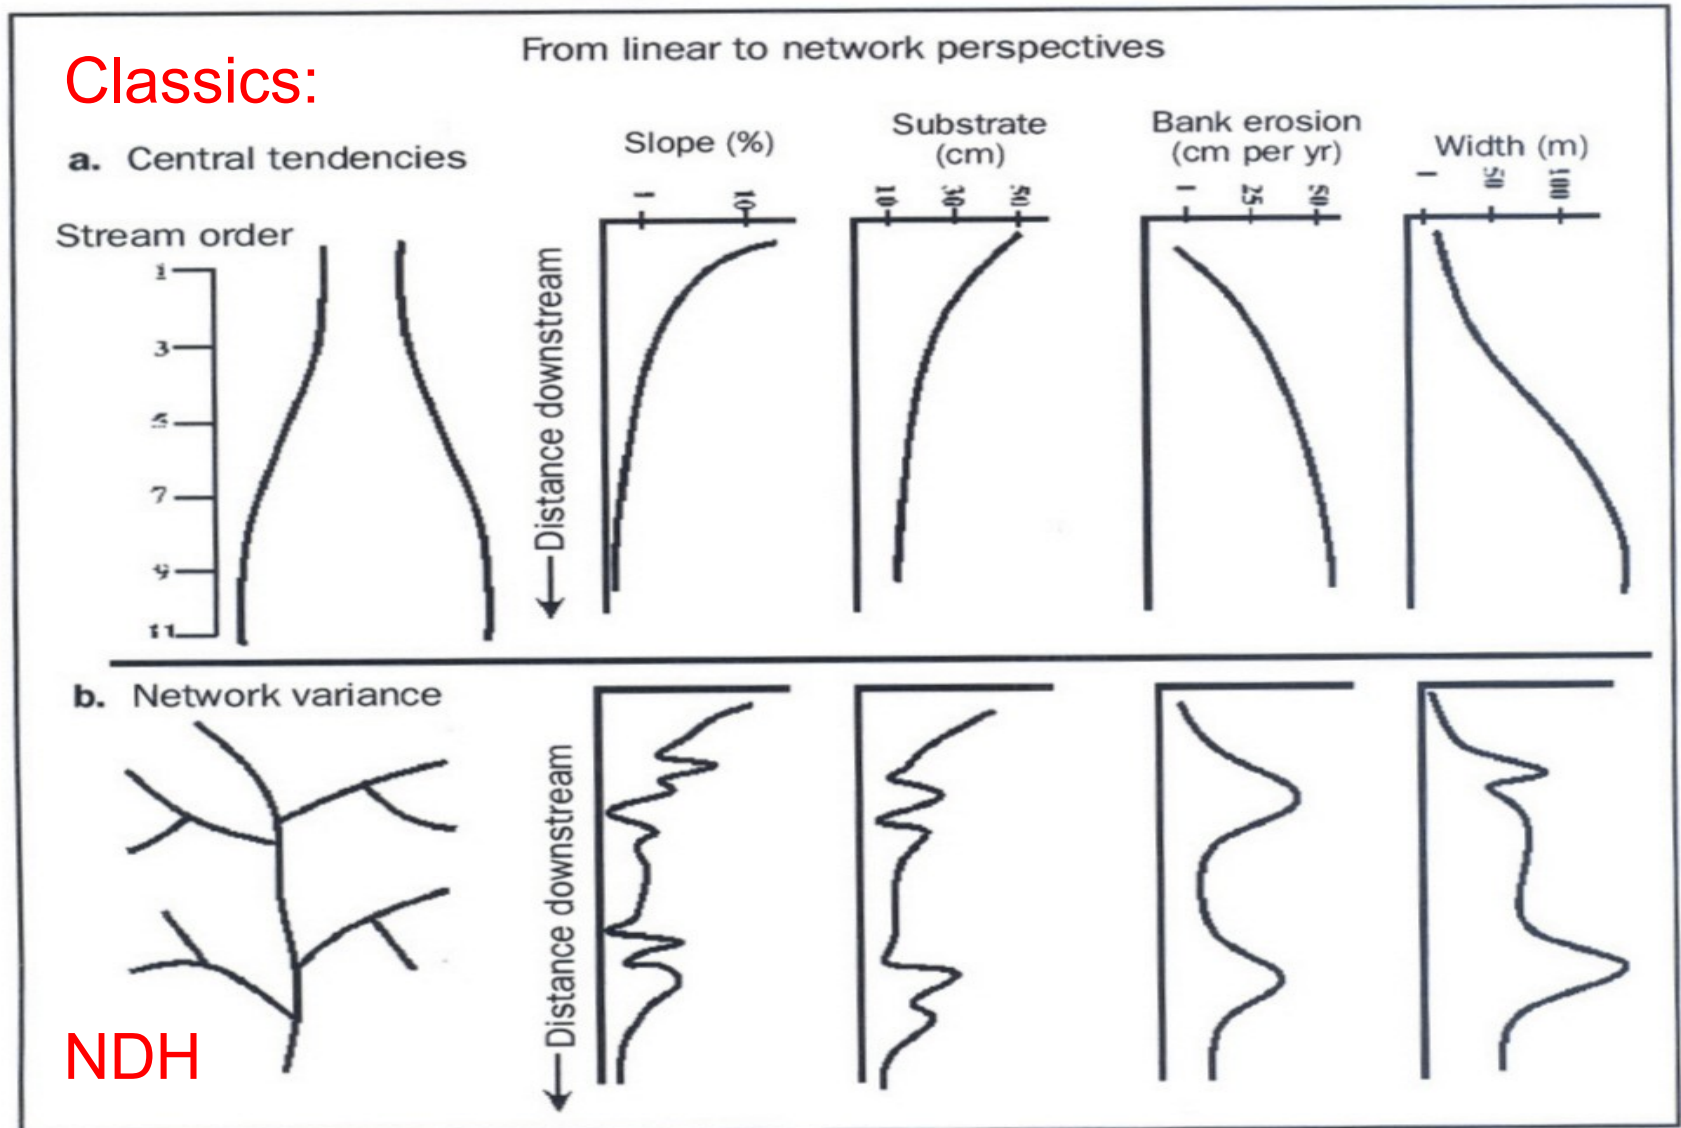 From linear to network perspectives
Classics:
a. Central tendencies
Slope (%)
Substrate
(cm)
Bank erosion
(cm per yr)
Width (m)
1
10
10
30
50
1
25
50
1
50
100
Stream order
1
3
5
7
9
11
Distance downstream
b. Network variance
Distance downstream
NDH